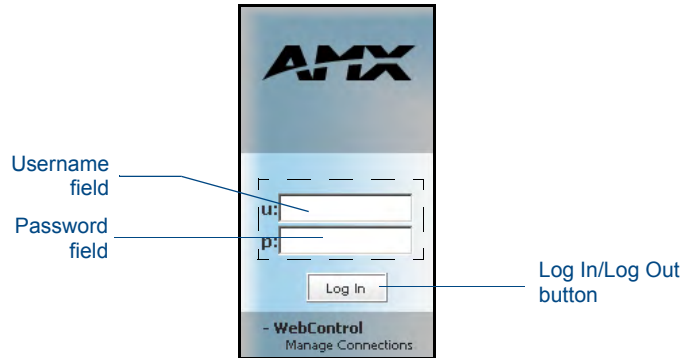 AMX
Username
field
u:
Password
field
p:
Log In
Log In/Log Out
button
- WebControl
Manage Connections